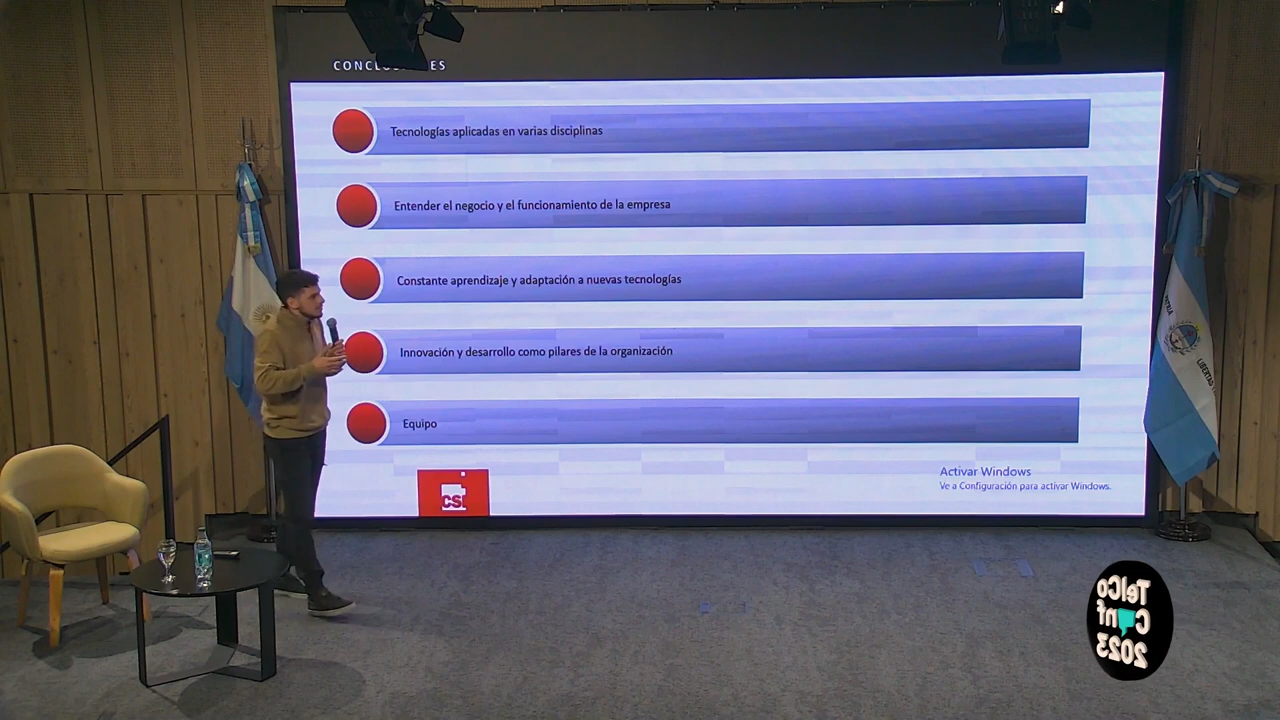 Tecnologías aplicadas en varias disciplinas
Entender el negocio y el funcionamiento de la empresa
Constante aprendizaje y adaptación a nuevas tecnologías
Innovación y desarrollo como pilares de la organización
Equipo
csi
Activar Windows
Ve a Configuración para activar Windows.
TelCo
Conf
2023